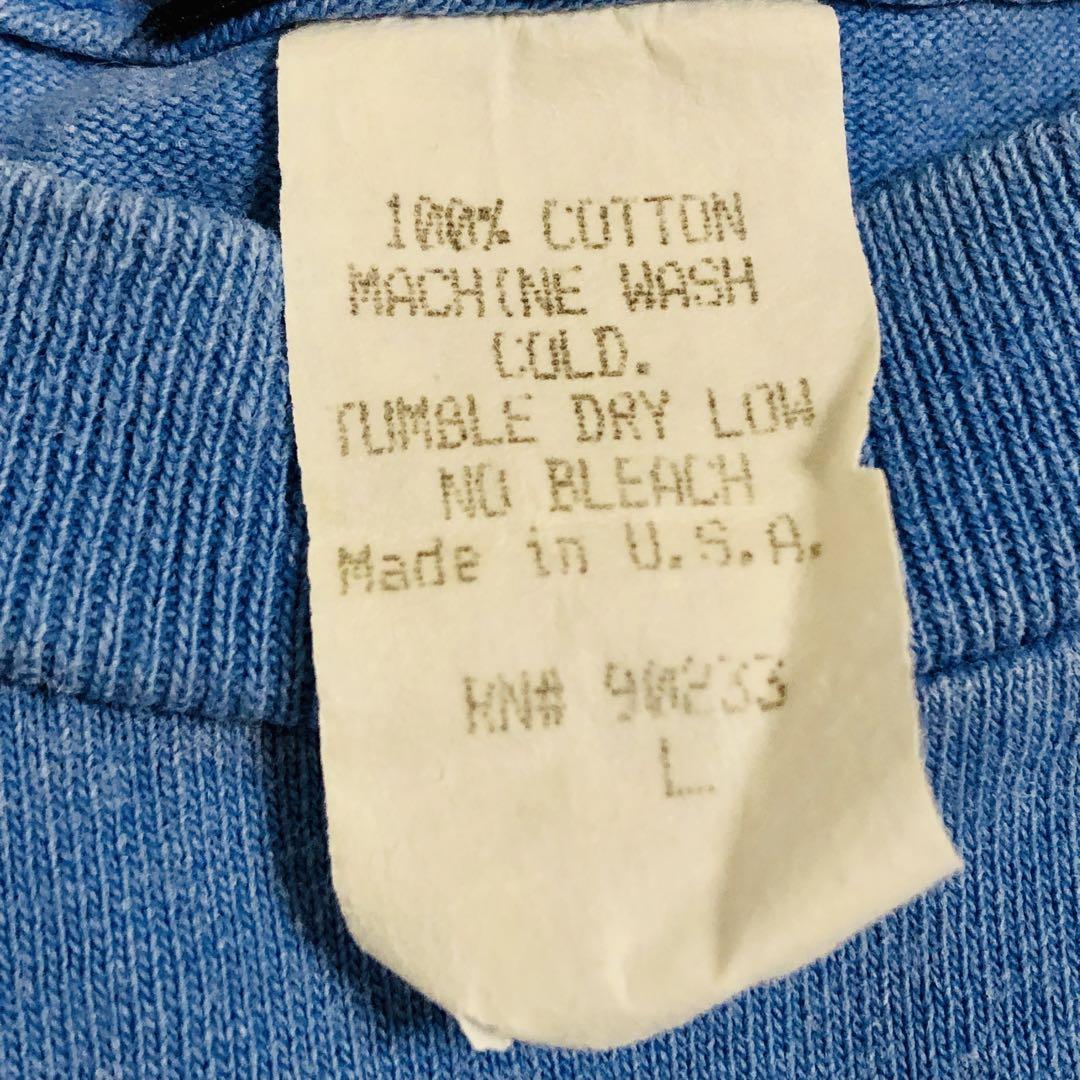 100% COTTON
MACHINE WASH
COLD.
TUMBLE DRY LOW
NO BLEACH
Made in U.S.A.
RN# 90233
L